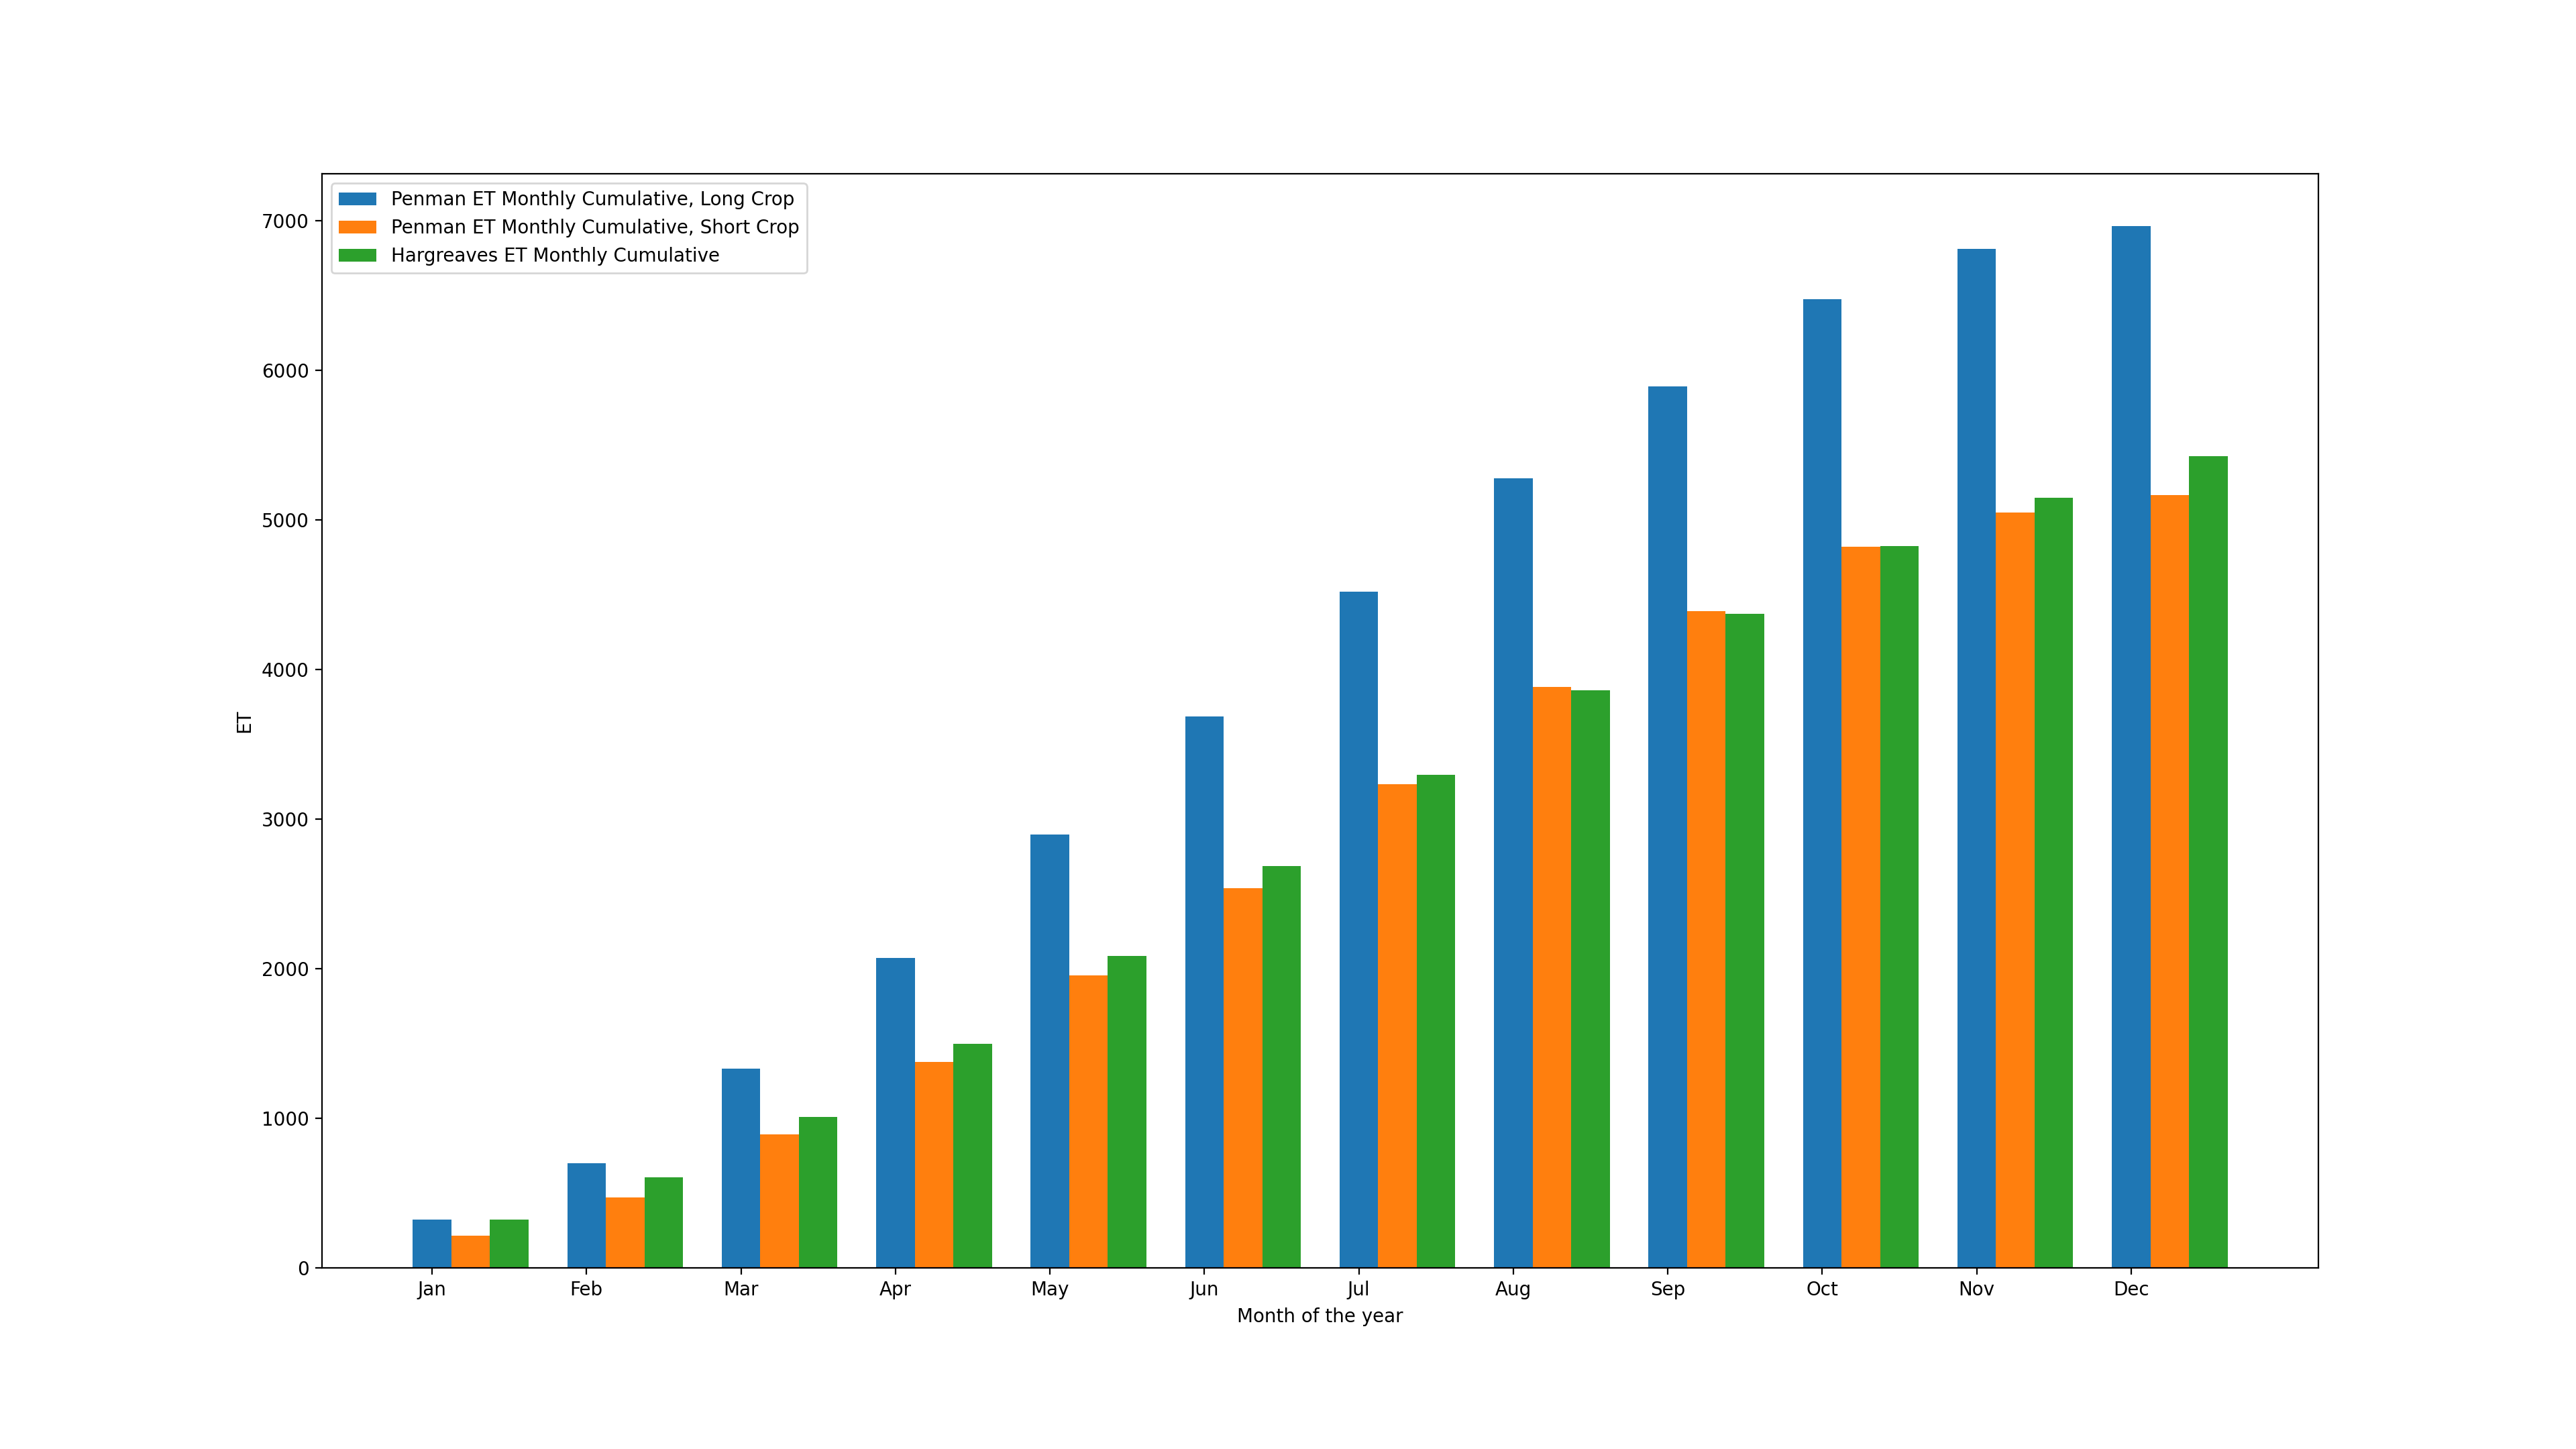 Penman ET Monthly Cumulative, Long Crop
Penman ET Monthly Cumulative, Short Crop
Hargreaves ET Monthly Cumulative
7000
6000
5000
4000
3000
2000
1000
0
ET
Jan Feb Mar Apr May Jun Jul Aug Sep Oct Nov Dec
Month of the year